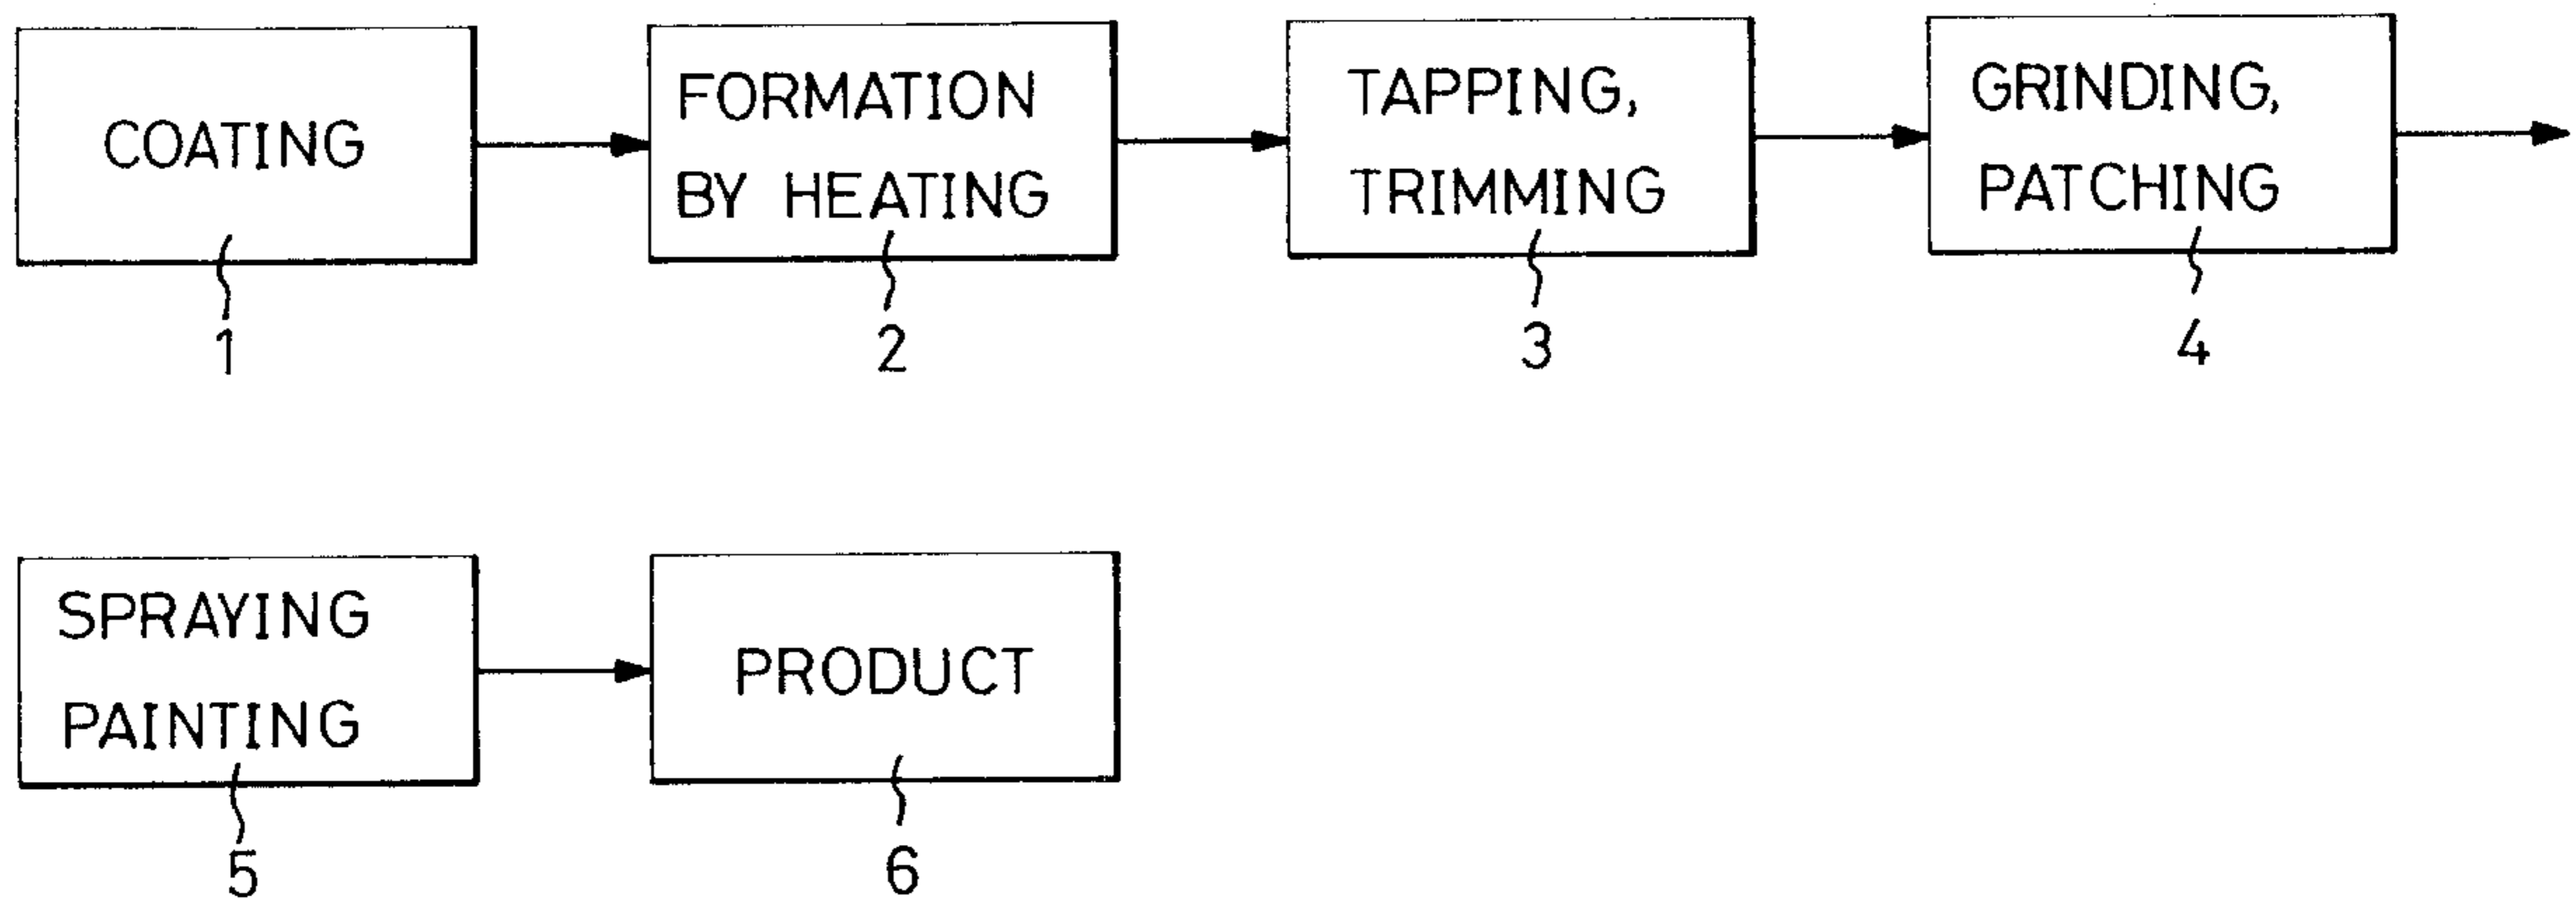 COATING
FORMATION
BY HEATING
TAPPING,
TRIMMING
GRINDING,
PATCHING
1
2
3
4
SPRAYING
PAINTING
PRODUCT
5
6